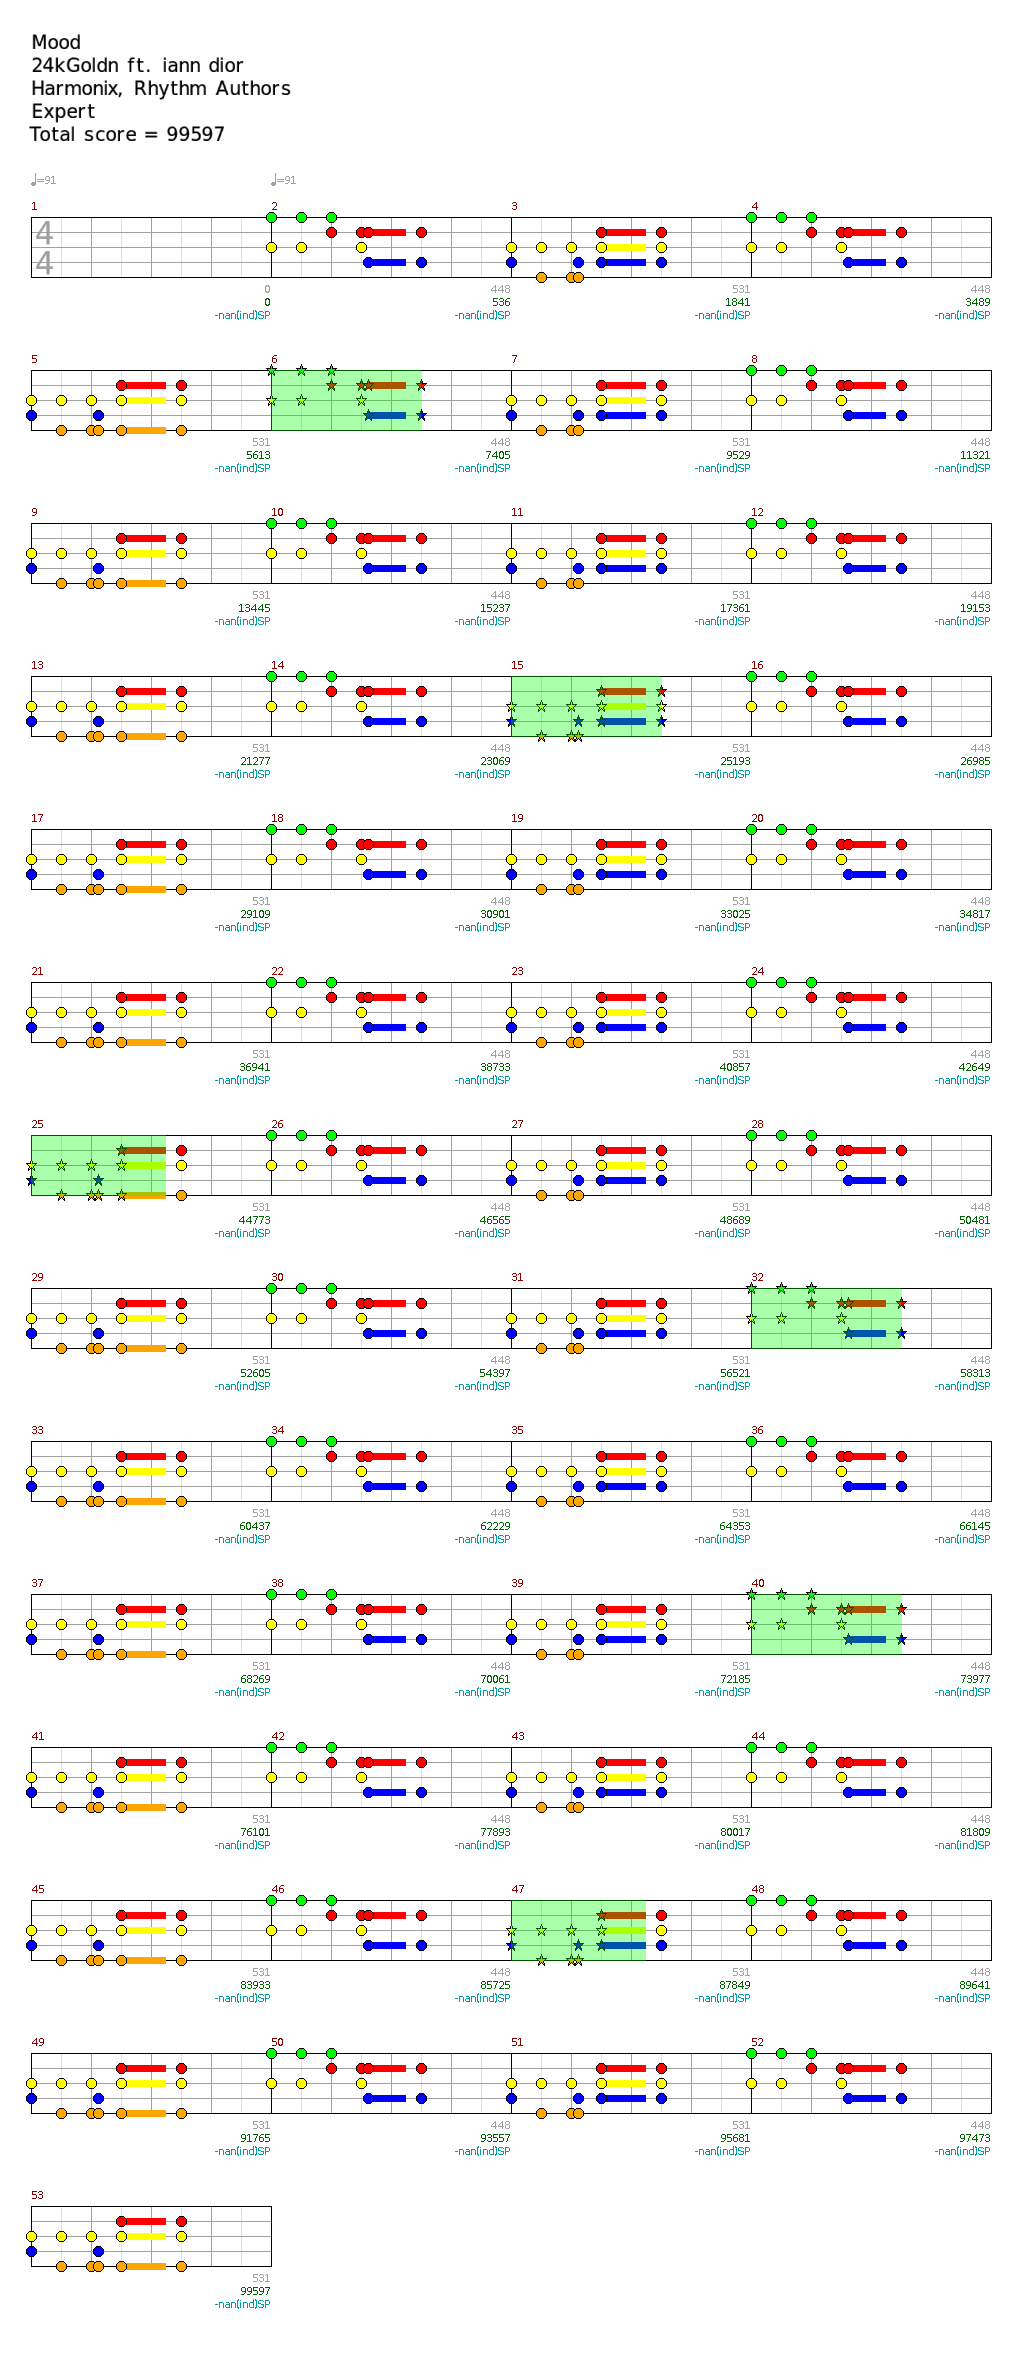 Mood
24kGoldn ft. iann dior
Harmonix, Rhythm Authors
Expert
Total score = 99597
♩=91 ♩=91
1 2 3 4
4
4
0 448 531 448
0 536 1841 3489
-nan(ind)SP -nan(ind)SP -nan(ind)SP -nan(ind)SP
5 6 7 8
531 448 531 448
5613 7405 9529 11321
-nan(ind)SP -nan(ind)SP -nan(ind)SP -nan(ind)SP
9 10 11 12
531 448 531 448
13445 15237 17361 19153
-nan(ind)SP -nan(ind)SP -nan(ind)SP -nan(ind)SP
13 14 15 16
531 448 531 448
21277 23069 25193 26985
-nan(ind)SP -nan(ind)SP -nan(ind)SP -nan(ind)SP
17 18 19 20
531 448 531 448
29109 30901 33025 34817
-nan(ind)SP -nan(ind)SP -nan(ind)SP -nan(ind)SP
21 22 23 24
531 448 531 448
36941 38733 40857 42649
-nan(ind)SP -nan(ind)SP -nan(ind)SP -nan(ind)SP
25 26 27 28
531 448 531 448
44773 46565 48689 50481
-nan(ind)SP -nan(ind)SP -nan(ind)SP -nan(ind)SP
29 30 31 32
531 448 531 448
52605 54397 56521 58313
-nan(ind)SP -nan(ind)SP -nan(ind)SP -nan(ind)SP
33 34 35 36
531 448 531 448
60437 62229 64353 66145
-nan(ind)SP -nan(ind)SP -nan(ind)SP -nan(ind)SP
37 38 39 40
531 448 531 448
68269 70061 72185 73977
-nan(ind)SP -nan(ind)SP -nan(ind)SP -nan(ind)SP
41 42 43 44
531 448 531 448
76101 77893 80017 81809
-nan(ind)SP -nan(ind)SP -nan(ind)SP -nan(ind)SP
45 46 47 48
531 448 531 448
83933 85725 87849 89641
-nan(ind)SP -nan(ind)SP -nan(ind)SP -nan(ind)SP
49 50 51 52
531 448 531 448
91765 93557 95681 97473
-nan(ind)SP -nan(ind)SP -nan(ind)SP -nan(ind)SP
53
531
99597
-nan(ind)SP